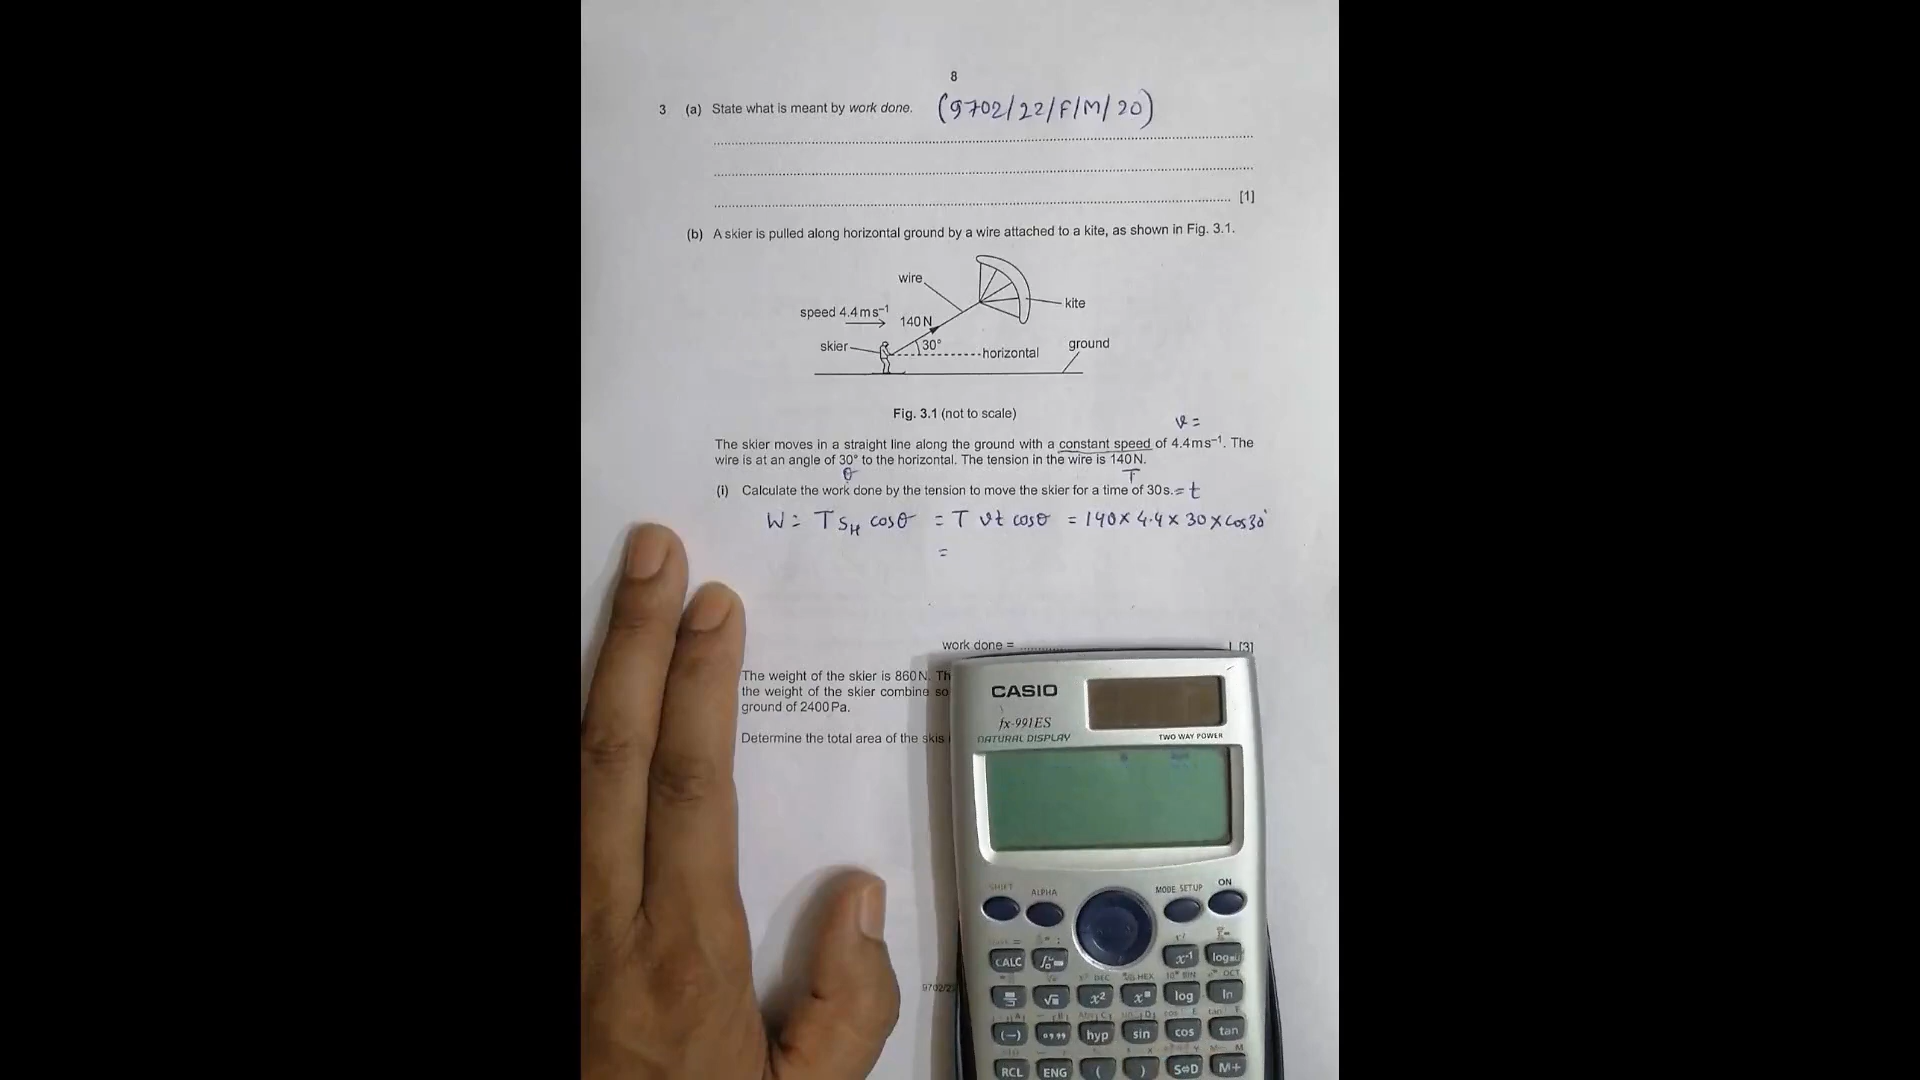 8
3 (a) State what is meant by work done. (9702/22/F/M/20)
[1]
(b) A skier is pulled along horizontal ground by a wire attached to a kite, as shown in Fig. 3.1.
wire
kite
speed 4.4 m s⁻¹
140 N
skier
30°
horizontal
ground
Fig. 3.1 (not to scale)
v =
The skier moves in a straight line along the ground with a constant speed of 4.4 m s⁻¹. The
wire is at an angle of 30° to the horizontal. The tension in the wire is 140 N.
θ T
(i) Calculate the work done by the tension to move the skier for a time of 30 s. = t
W = T S_H cosθ = T vt cosθ = 140 × 4.4 × 30 × cos30°
=
work done = J [3]
The weight of the skier is 860 N. Th
the weight of the skier combine so
ground of 2400 Pa.
Determine the total area of the skis
9702/22
CASIO
fx-991ES
NATURAL DISPLAY
TWO WAY POWER
SHIFT ALPHA MODE SETUP ON
CALC x⁻¹ log
√ x² x■ log ln
(−) hyp sin cos tan
RCL ENG ( ) S⇔D M+